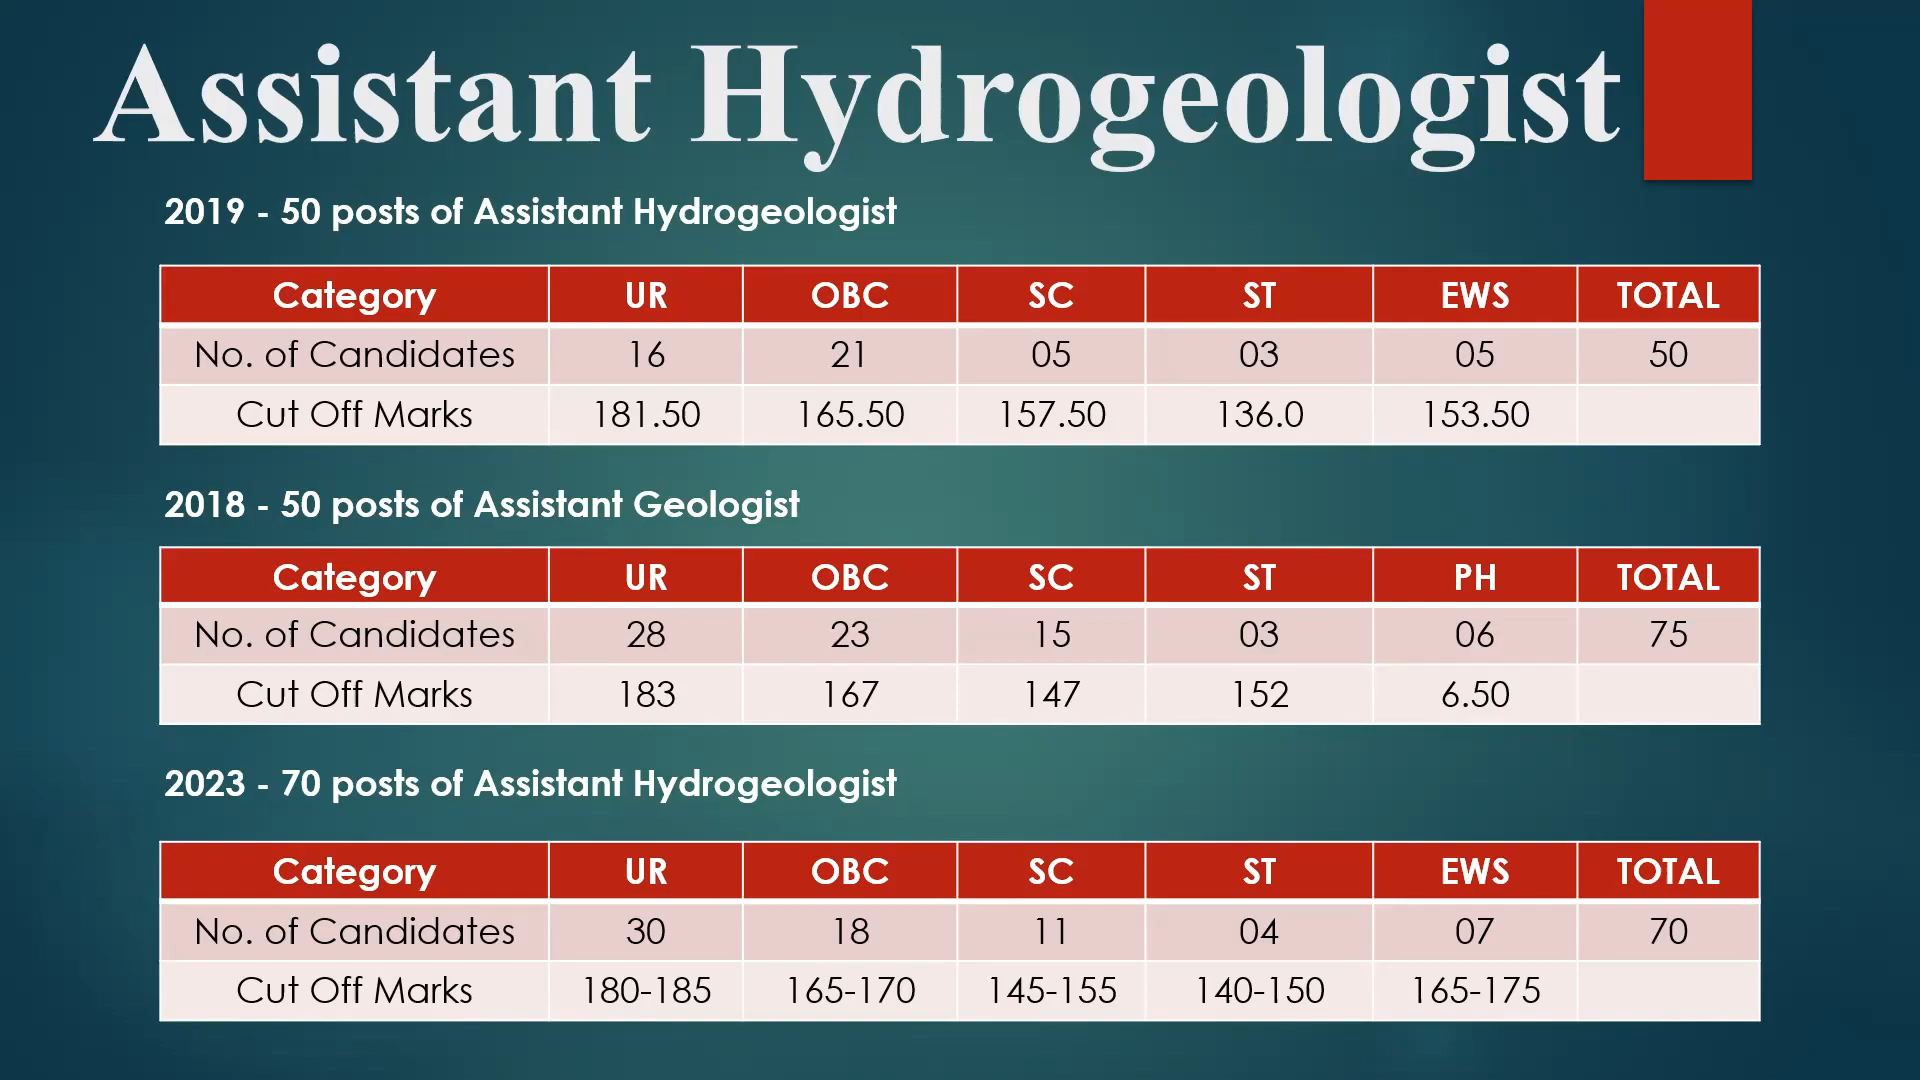 Assistant Hydrogeologist
2019 - 50 posts of Assistant Hydrogeologist
Category UR OBC SC ST EWS TOTAL
No. of Candidates 16 21 05 03 05 50
Cut Off Marks 181.50 165.50 157.50 136.0 153.50
2018 - 50 posts of Assistant Geologist
Category UR OBC SC ST PH TOTAL
No. of Candidates 28 23 15 03 06 75
Cut Off Marks 183 167 147 152 6.50
2023 - 70 posts of Assistant Hydrogeologist
Category UR OBC SC ST EWS TOTAL
No. of Candidates 30 18 11 04 07 70
Cut Off Marks 180-185 165-170 145-155 140-150 165-175